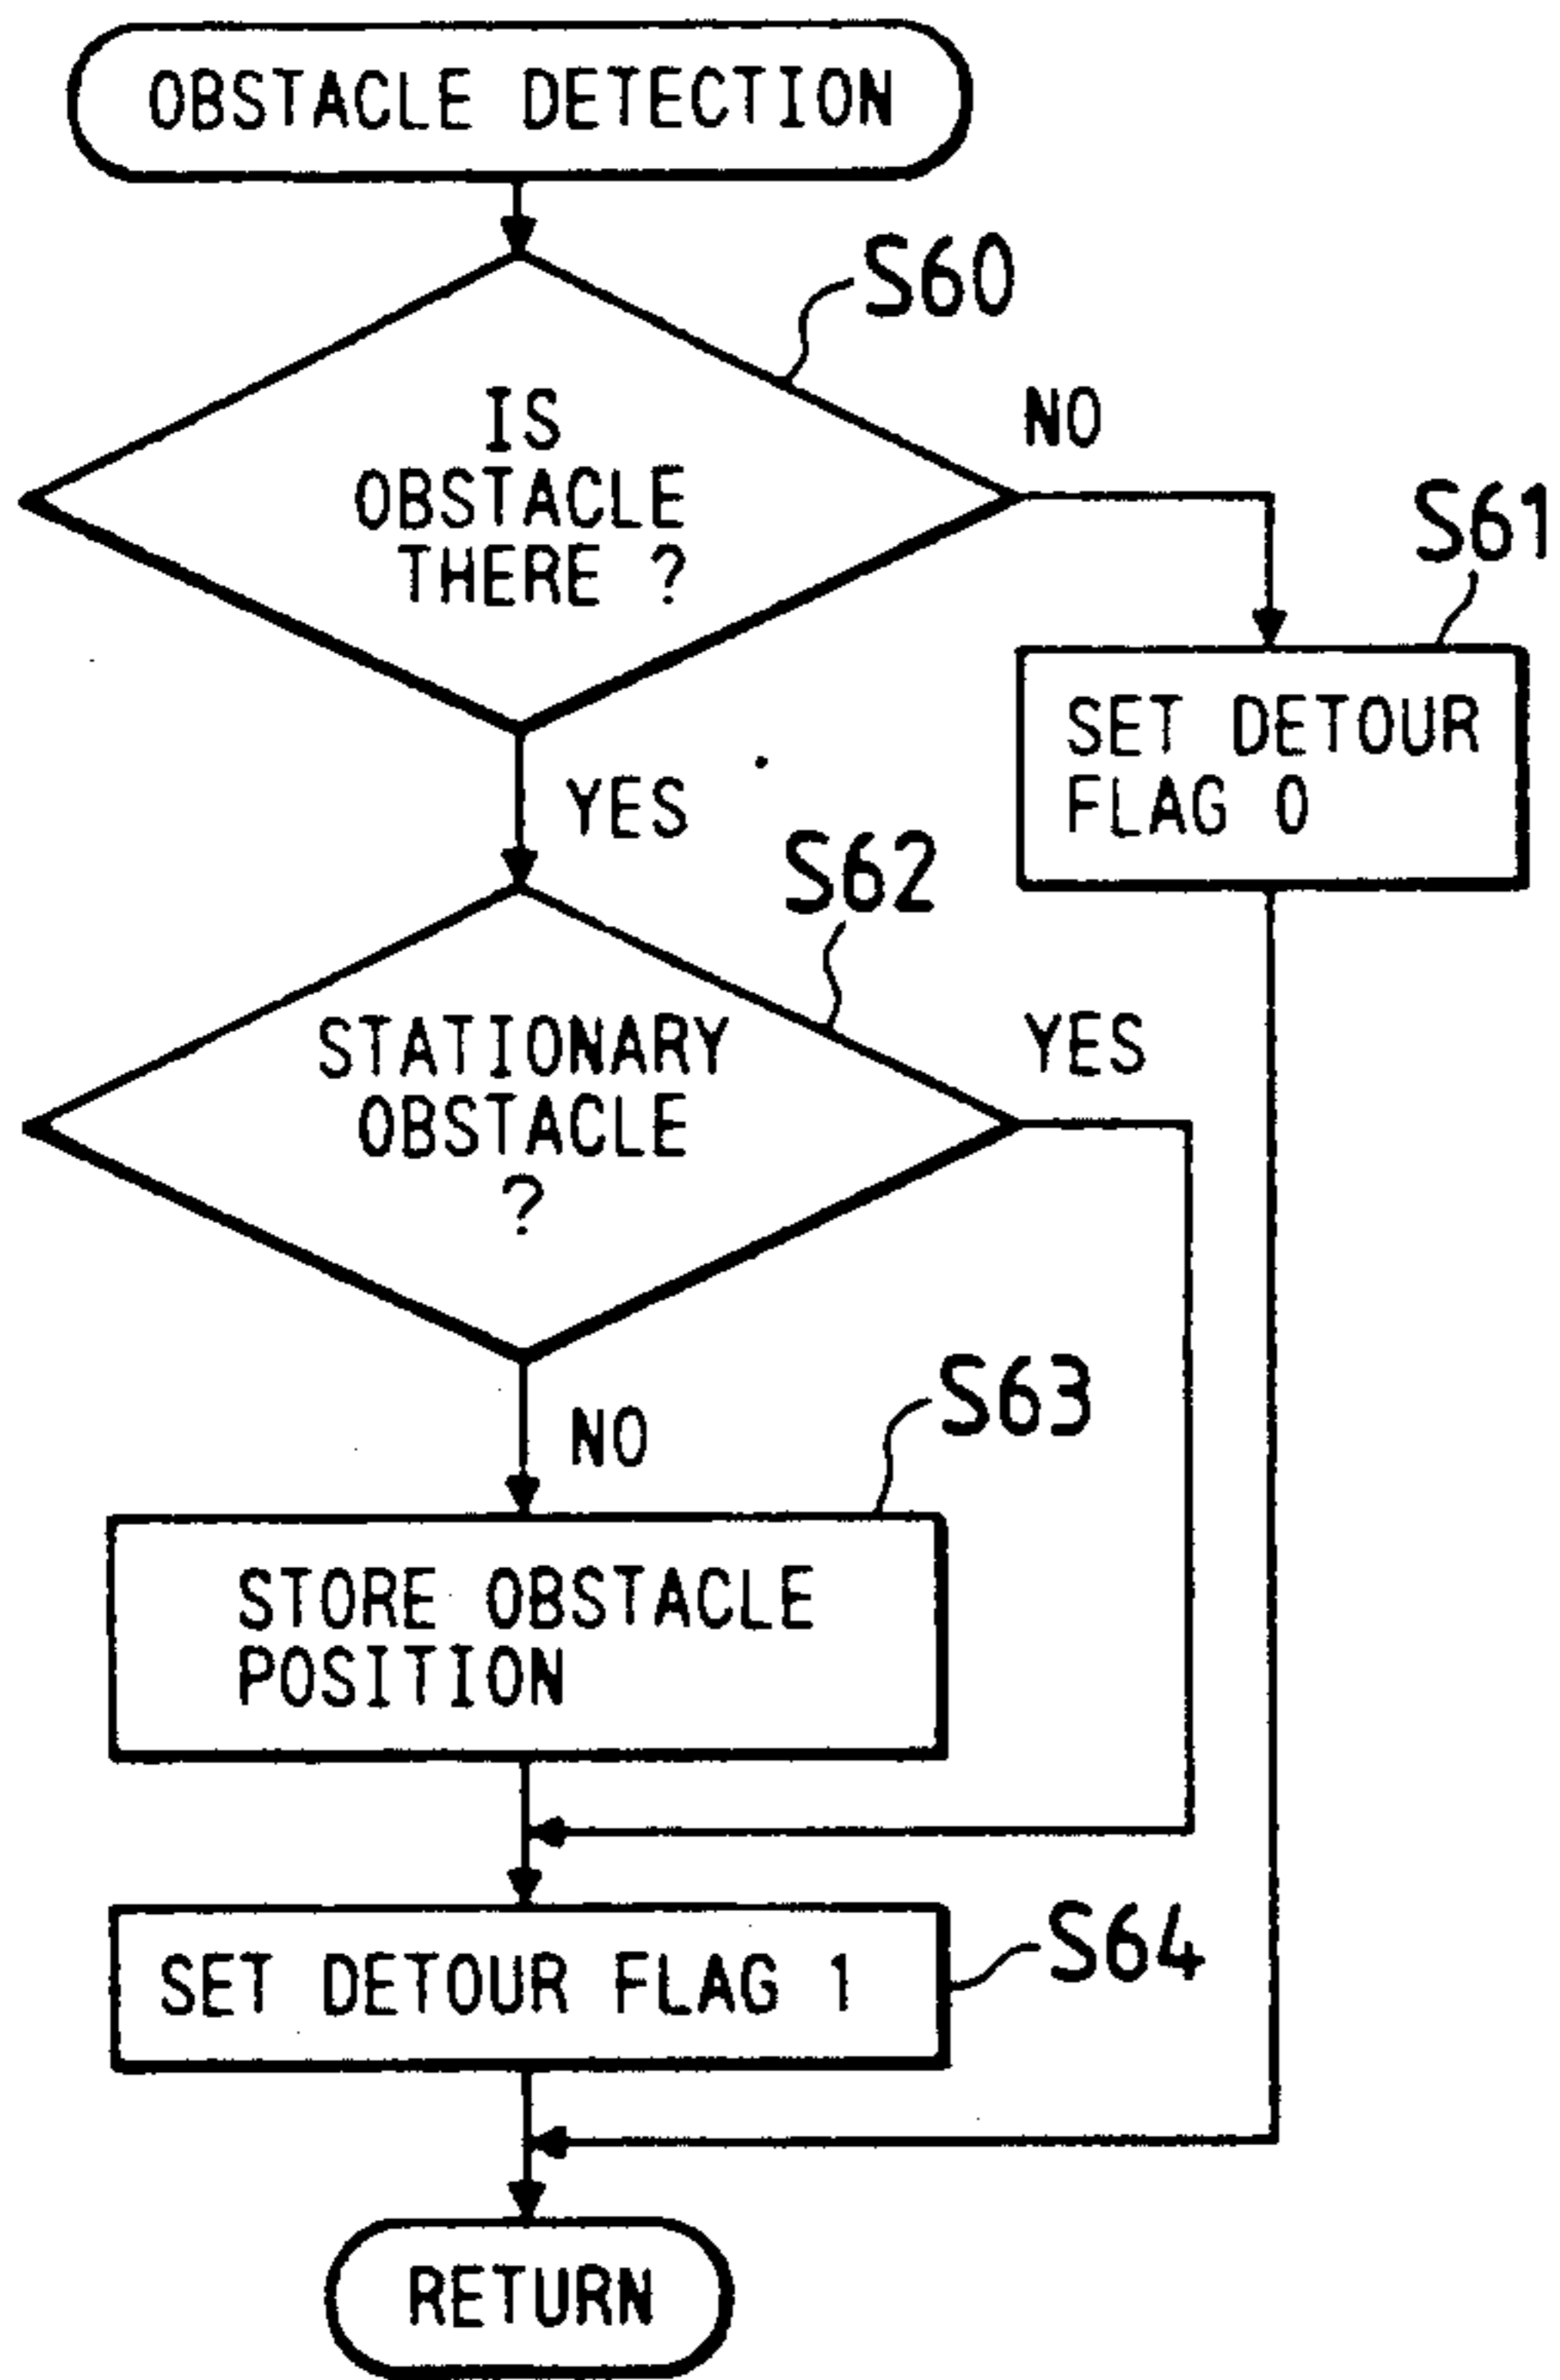 OBSTACLE DETECTION
S60
IS
OBSTACLE
THERE ?
NO
S61
SET DETOUR
FLAG 0
YES
S62
STATIONARY
OBSTACLE
?
YES
NO
S63
STORE OBSTACLE
POSITION
SET DETOUR FLAG 1
S64
RETURN